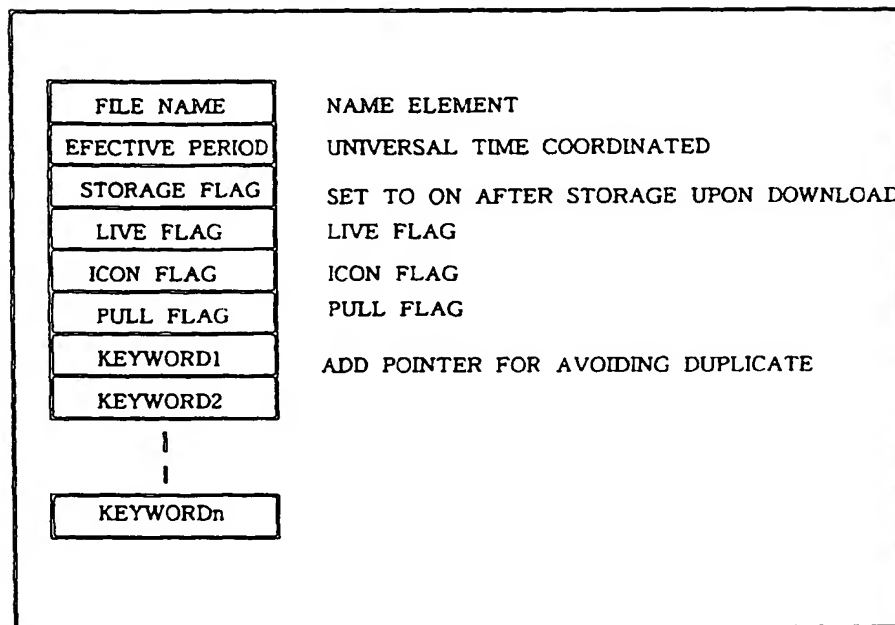 FILE NAME NAME ELEMENT
EFECTIVE PERIOD UNIVERSAL TIME COORDINATED
STORAGE FLAG SET TO ON AFTER STORAGE UPON DOWNLOAD
LIVE FLAG LIVE FLAG
ICON FLAG ICON FLAG
PULL FLAG PULL FLAG
KEYWORD1 ADD POINTER FOR AVOIDING DUPLICATE
KEYWORD2
KEYWORDn